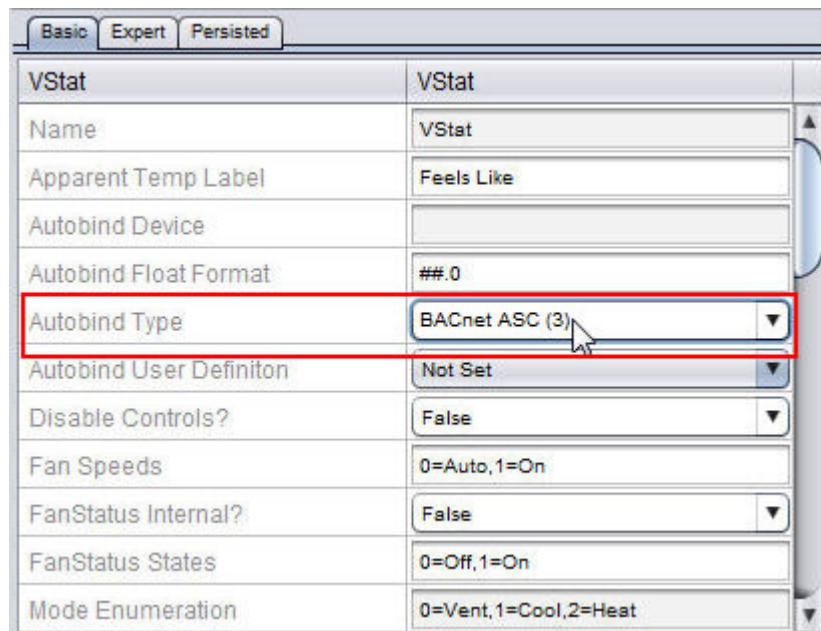 Basic Expert Persisted
VStat VStat
Name VStat
Apparent Temp Label Feels Like
Autobind Device
Autobind Float Format ##.0
Autobind Type BACnet ASC (3)
Autobind User Definiton Not Set
Disable Controls? False
Fan Speeds 0=Auto,1=On
FanStatus Internal? False
FanStatus States 0=Off,1=On
Mode Enumeration 0=Vent,1=Cool,2=Heat